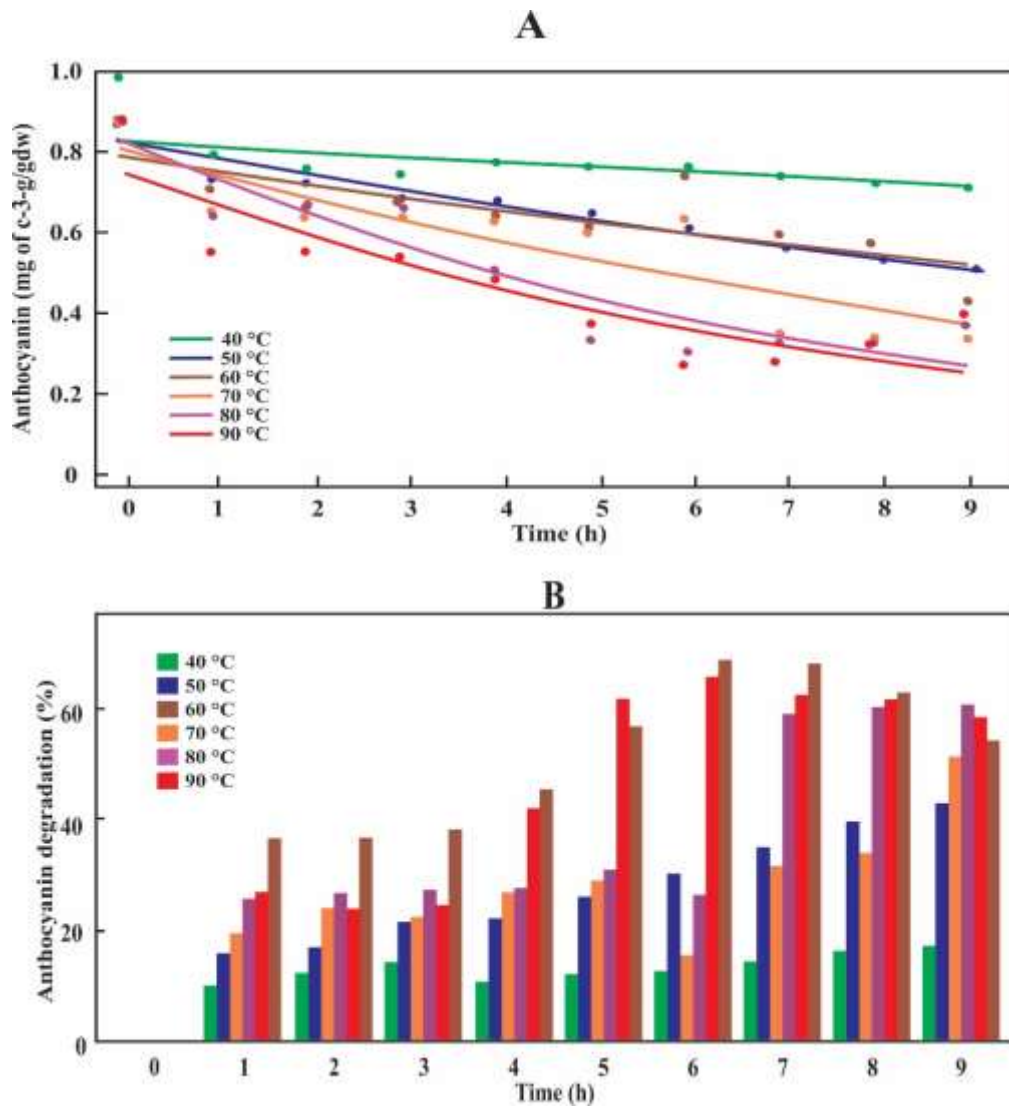 A
Anthocyanin (mg of c-3-g/gdw)
1.0
0.8
0.6
0.4
0.2
0
40 °C
50 °C
60 °C
70 °C
80 °C
90 °C
0 1 2 3 4 5 6 7 8 9
Time (h)
B
Anthocyanin degradation (%)
60
40
20
0
40 °C
50 °C
60 °C
70 °C
80 °C
90 °C
0 1 2 3 4 5 6 7 8 9
Time (h)